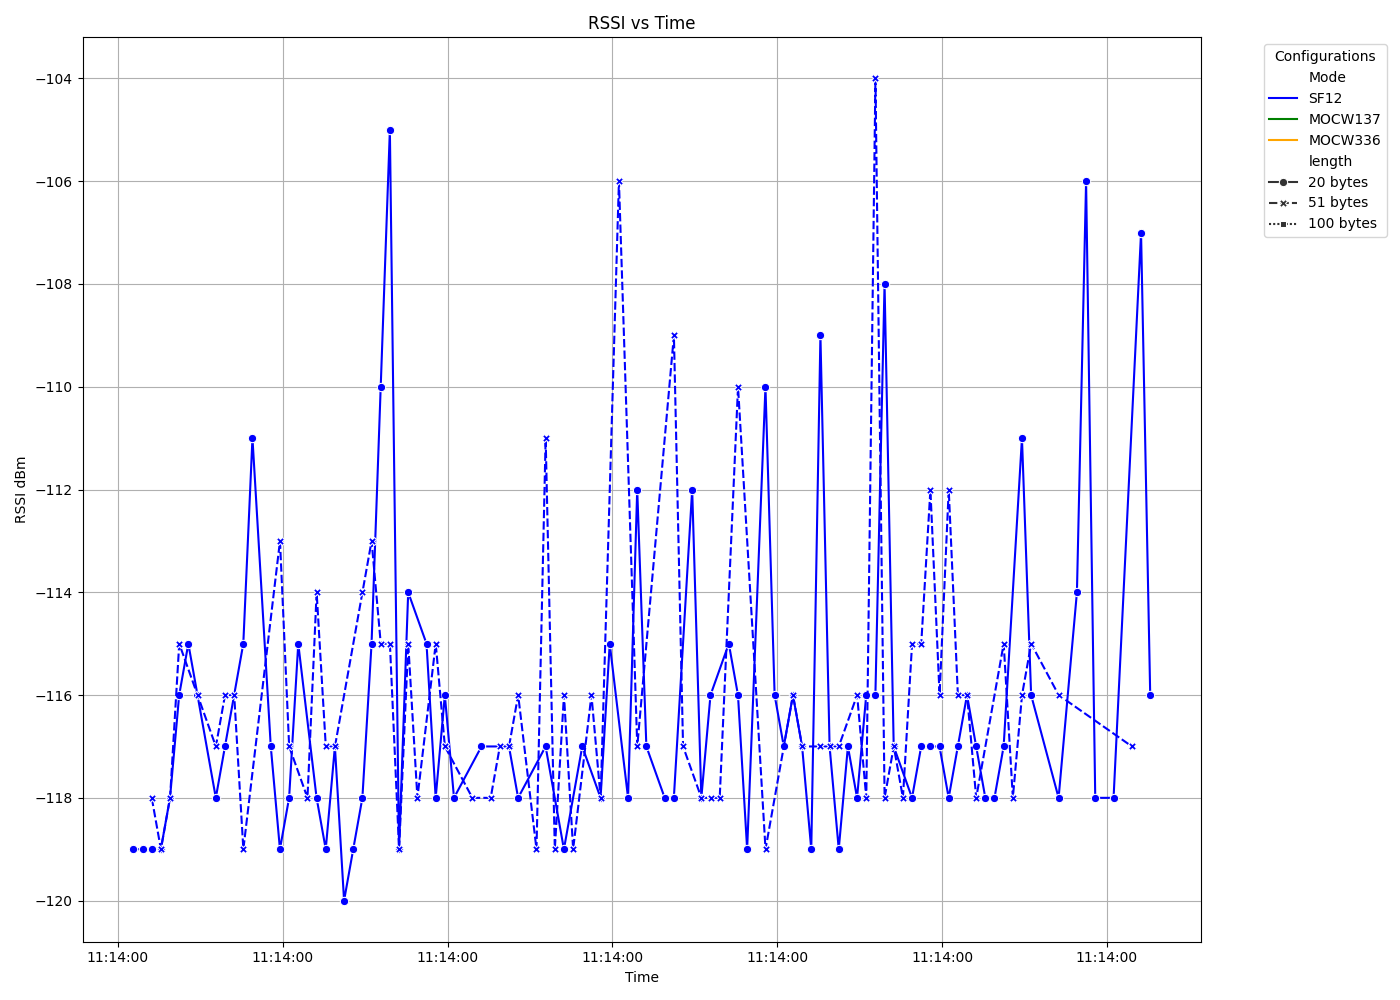 RSSI vs Time
−104
−106
−108
−110
−112
−114
−116
−118
−120
RSSI dBm
11:14:00
11:14:00
11:14:00
11:14:00
11:14:00
11:14:00
11:14:00
Time
Configurations
Mode
SF12
MOCW137
MOCW336
length
20 bytes
51 bytes
100 bytes